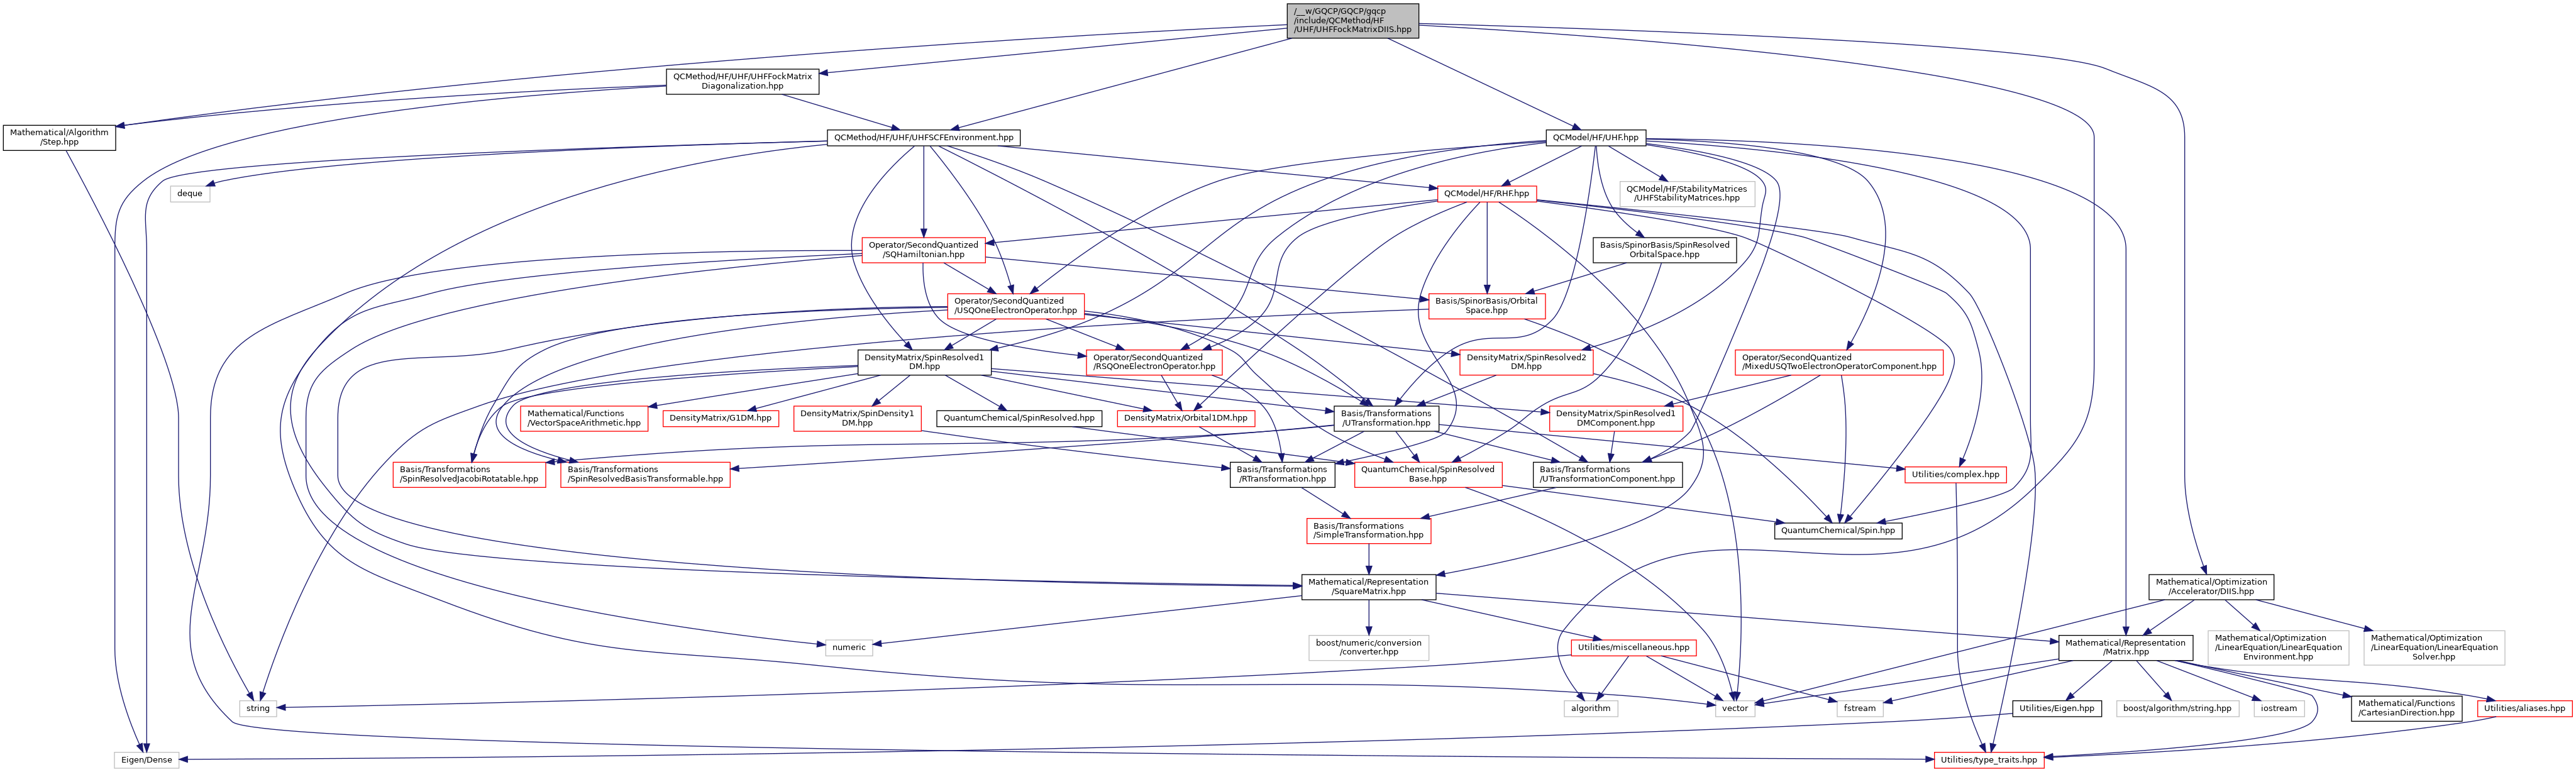 /__w/GQCP/GQCP/gqcp
/include/QCMethod/HF
/UHF/UHFFockMatrixDIIS.hpp
QCMethod/HF/UHF/UHFFockMatrix
Diagonalization.hpp
Mathematical/Algorithm
/Step.hpp
QCMethod/HF/UHF/UHFSCFEnvironment.hpp
QCModel/HF/UHF.hpp
deque
QCModel/HF/RHF.hpp
QCModel/HF/StabilityMatrices
/UHFStabilityMatrices.hpp
Operator/SecondQuantized
/SQHamiltonian.hpp
Basis/SpinorBasis/SpinResolved
OrbitalSpace.hpp
Operator/SecondQuantized
/USQOneElectronOperator.hpp
Basis/SpinorBasis/Orbital
Space.hpp
DensityMatrix/SpinResolved1
DM.hpp
Operator/SecondQuantized
/RSQOneElectronOperator.hpp
DensityMatrix/SpinResolved2
DM.hpp
Operator/SecondQuantized
/MixedUSQTwoElectronOperatorComponent.hpp
Mathematical/Functions
/VectorSpaceArithmetic.hpp
DensityMatrix/G1DM.hpp
DensityMatrix/SpinDensity1
DM.hpp
QuantumChemical/SpinResolved.hpp
DensityMatrix/Orbital1DM.hpp
Basis/Transformations
/UTransformation.hpp
DensityMatrix/SpinResolved1
DMComponent.hpp
Basis/Transformations
/SpinResolvedJacobiRotatable.hpp
Basis/Transformations
/SpinResolvedBasisTransformable.hpp
Basis/Transformations
/RTransformation.hpp
QuantumChemical/SpinResolved
Base.hpp
Basis/Transformations
/UTransformationComponent.hpp
Utilities/complex.hpp
Basis/Transformations
/SimpleTransformation.hpp
QuantumChemical/Spin.hpp
Mathematical/Representation
/SquareMatrix.hpp
Mathematical/Optimization
/Accelerator/DIIS.hpp
numeric
boost/numeric/conversion
/converter.hpp
Utilities/miscellaneous.hpp
Mathematical/Representation
/Matrix.hpp
Mathematical/Optimization
/LinearEquation/LinearEquation
Environment.hpp
Mathematical/Optimization
/LinearEquation/LinearEquation
Solver.hpp
string
algorithm
vector
fstream
Utilities/Eigen.hpp
boost/algorithm/string.hpp
iostream
Mathematical/Functions
/CartesianDirection.hpp
Utilities/aliases.hpp
Eigen/Dense
Utilities/type_traits.hpp